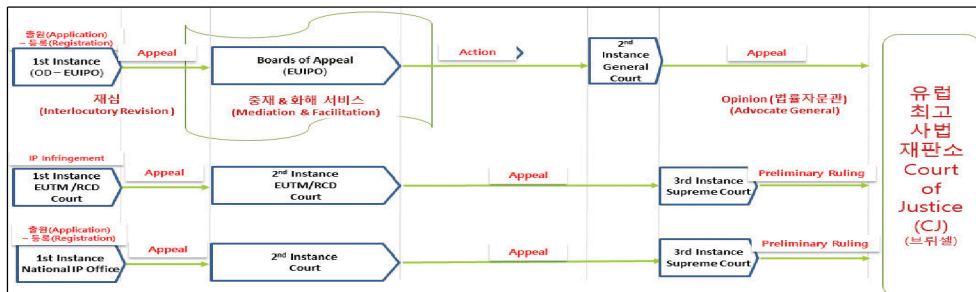 출원(Application)
– 등록(Registration)
1st Instance
(OD – EUIPO)
Appeal
Boards of Appeal
(EUIPO)
Action
2nd
Instance
General
Court
Appeal
재심
(Interlocutory Revision)
중재 & 화해 서비스
(Mediation & Facilitation)
Opinion (법률자문관)
(Advocate General)
IP Infringement
1st Instance
EUTM /RCD
Court
Appeal
2nd Instance
EUTM/RCD
Court
Appeal
3rd Instance
Supreme Court
Preliminary Ruling
출원(Application)
– 등록(Registration)
1st Instance
National IP Office
Appeal
2nd Instance
Court
Appeal
3rd Instance
Supreme Court
Preliminary Ruling
유럽
최고
사법
재판소
Court
of
Justice
(CJ)
(브뤼셀)